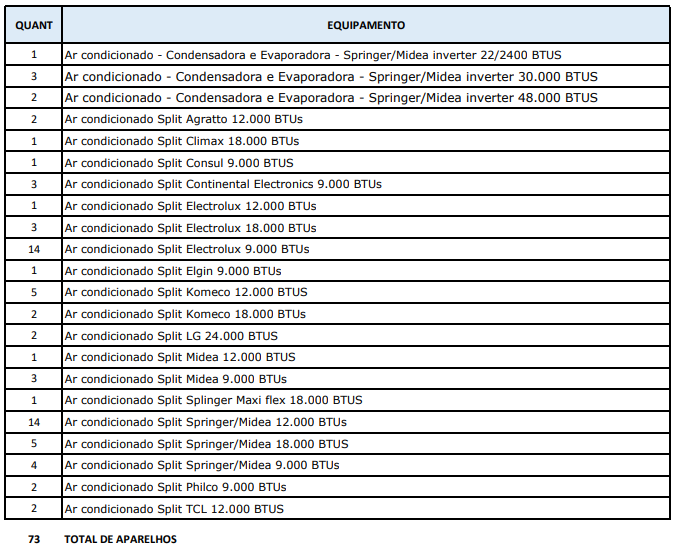 QUANT EQUIPAMENTO
1 Ar condicionado - Condensadora e Evaporadora - Springer/Midea inverter 22/2400 BTUS
3 Ar condicionado - Condensadora e Evaporadora - Springer/Midea inverter 30.000 BTUS
2 Ar condicionado - Condensadora e Evaporadora - Springer/Midea inverter 48.000 BTUS
2 Ar condicionado Split Agratto 12.000 BTUs
1 Ar condicionado Split Climax 18.000 BTUs
1 Ar condicionado Split Consul 9.000 BTUS
3 Ar condicionado Split Continental Electronics 9.000 BTUs
1 Ar condicionado Split Electrolux 12.000 BTUs
3 Ar condicionado Split Electrolux 18.000 BTUs
14 Ar condicionado Split Electrolux 9.000 BTUs
1 Ar condicionado Split Elgin 9.000 BTUs
5 Ar condicionado Split Komeco 12.000 BTUS
2 Ar condicionado Split Komeco 18.000 BTUs
2 Ar condicionado Split LG 24.000 BTUS
1 Ar condicionado Split Midea 12.000 BTUS
3 Ar condicionado Split Midea 9.000 BTUs
1 Ar condicionado Split Splinger Maxi flex 18.000 BTUS
14 Ar condicionado Split Springer/Midea 12.000 BTUs
5 Ar condicionado Split Springer/Midea 18.000 BTUS
4 Ar condicionado Split Springer/Midea 9.000 BTUs
2 Ar condicionado Split Philco 9.000 BTUs
2 Ar condicionado Split TCL 12.000 BTUS
73 TOTAL DE APARELHOS